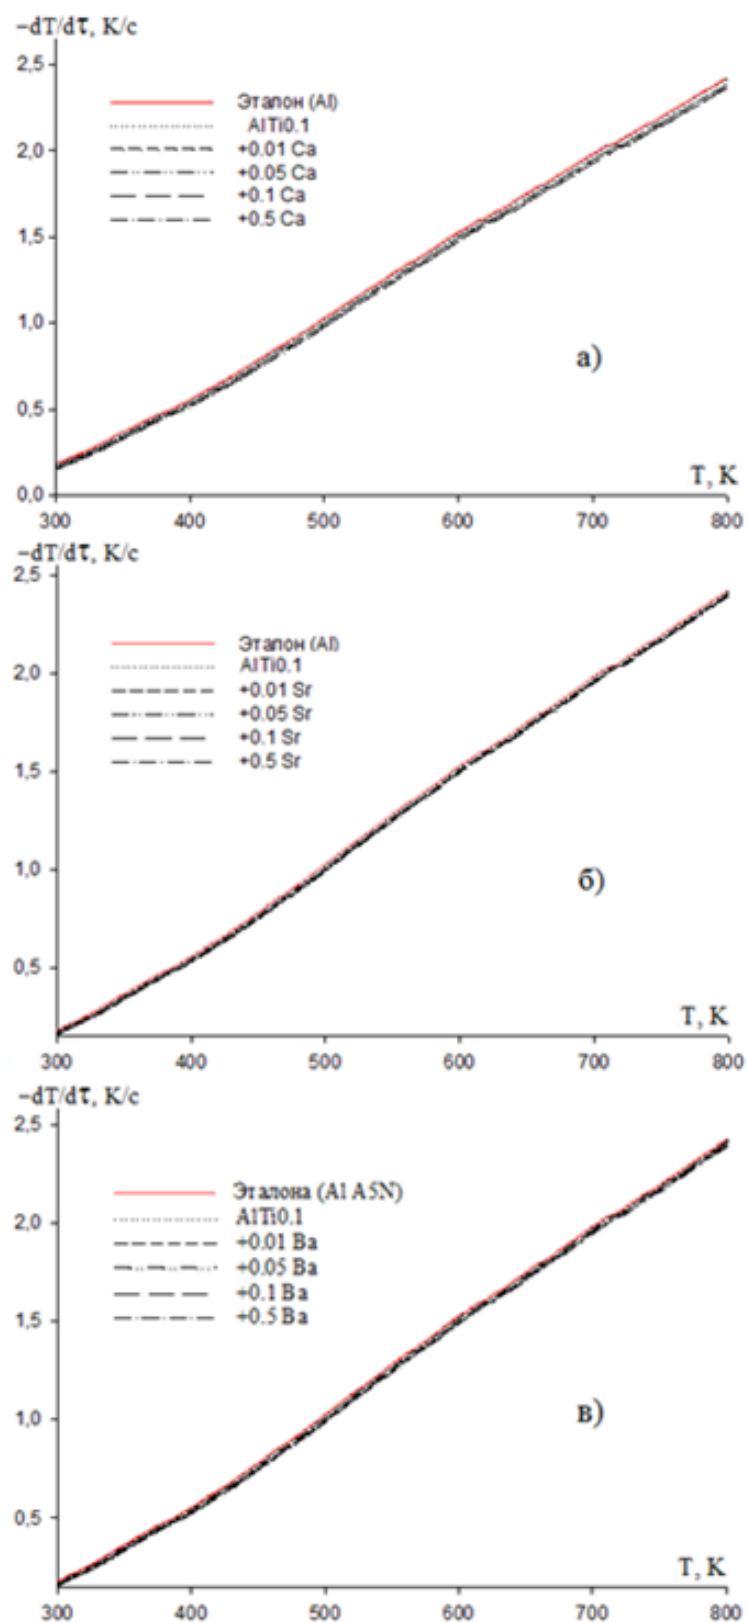 −dT/dτ, K/c
2,5
Эталон (Al)
AlTi0.1
2,0
+0.01 Ca
+0.05 Ca
+0.1 Ca
+0.5 Ca
1,5
1,0
а)
0,5
T, K
0,0
300 400 500 600 700 800
−dT/dτ, K/c
2,5
Эталон (Al)
AlTi0.1
2,0
+0.01 Sr
+0.05 Sr
+0.1 Sr
+0.5 Sr
1,5
1,0
б)
0,5
T, K
300 400 500 600 700 800
−dT/dτ, K/c
2,5
Эталона (Al A5N)
AlTi0.1
2,0
+0.01 Ba
+0.05 Ba
+0.1 Ba
+0.5 Ba
1,5
1,0
в)
0,5
T, K
300 400 500 600 700 800